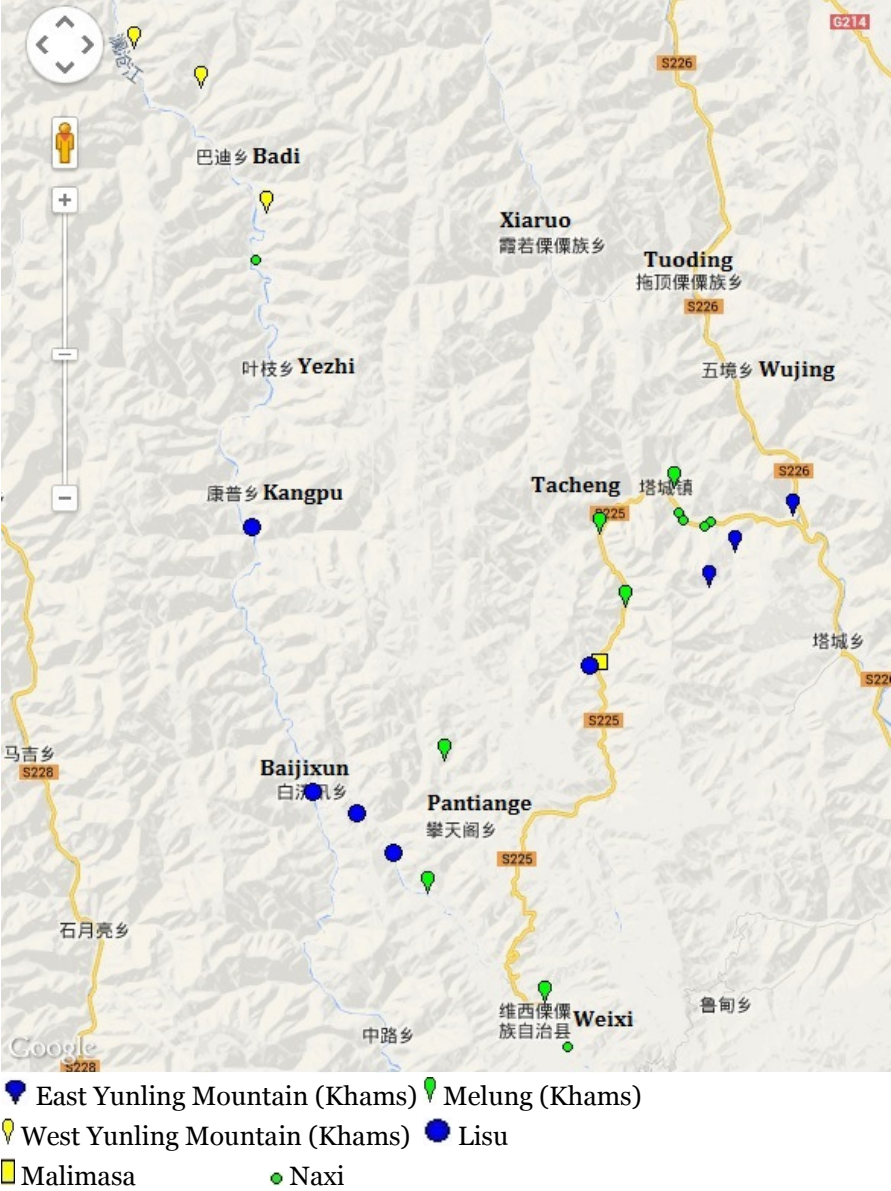 G214
澜沧江
S226
巴迪乡 Badi
Xiaruo
霞若傈僳族乡
Tuoding
拖顶傈僳族乡
S226
叶枝乡 Yezhi
五境乡 Wujing
S226
Tacheng 塔城镇
康普乡 Kangpu
S225
塔城乡
S226
S225
马吉乡
S228
Baijixun
白济汛乡
Pantiange
攀天阁乡
S225
石月亮乡
维西傈僳
族自治县 Weixi
鲁甸乡
中路乡
Google
S228
East Yunling Mountain (Khams) Melung (Khams)
West Yunling Mountain (Khams) Lisu
Malimasa Naxi